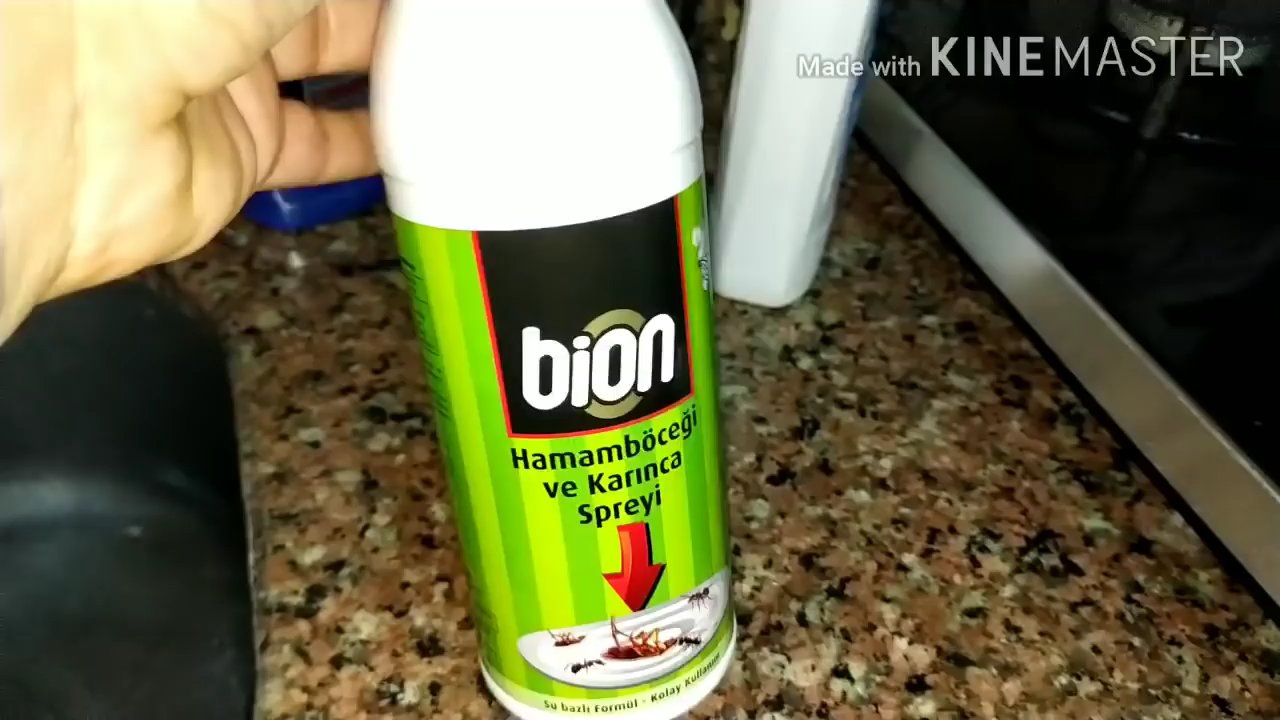 Made with KINEMASTER
bion
Hamamböceği
ve Karınca
Spreyi
Su bazlı Formül - Kolay Kullanım